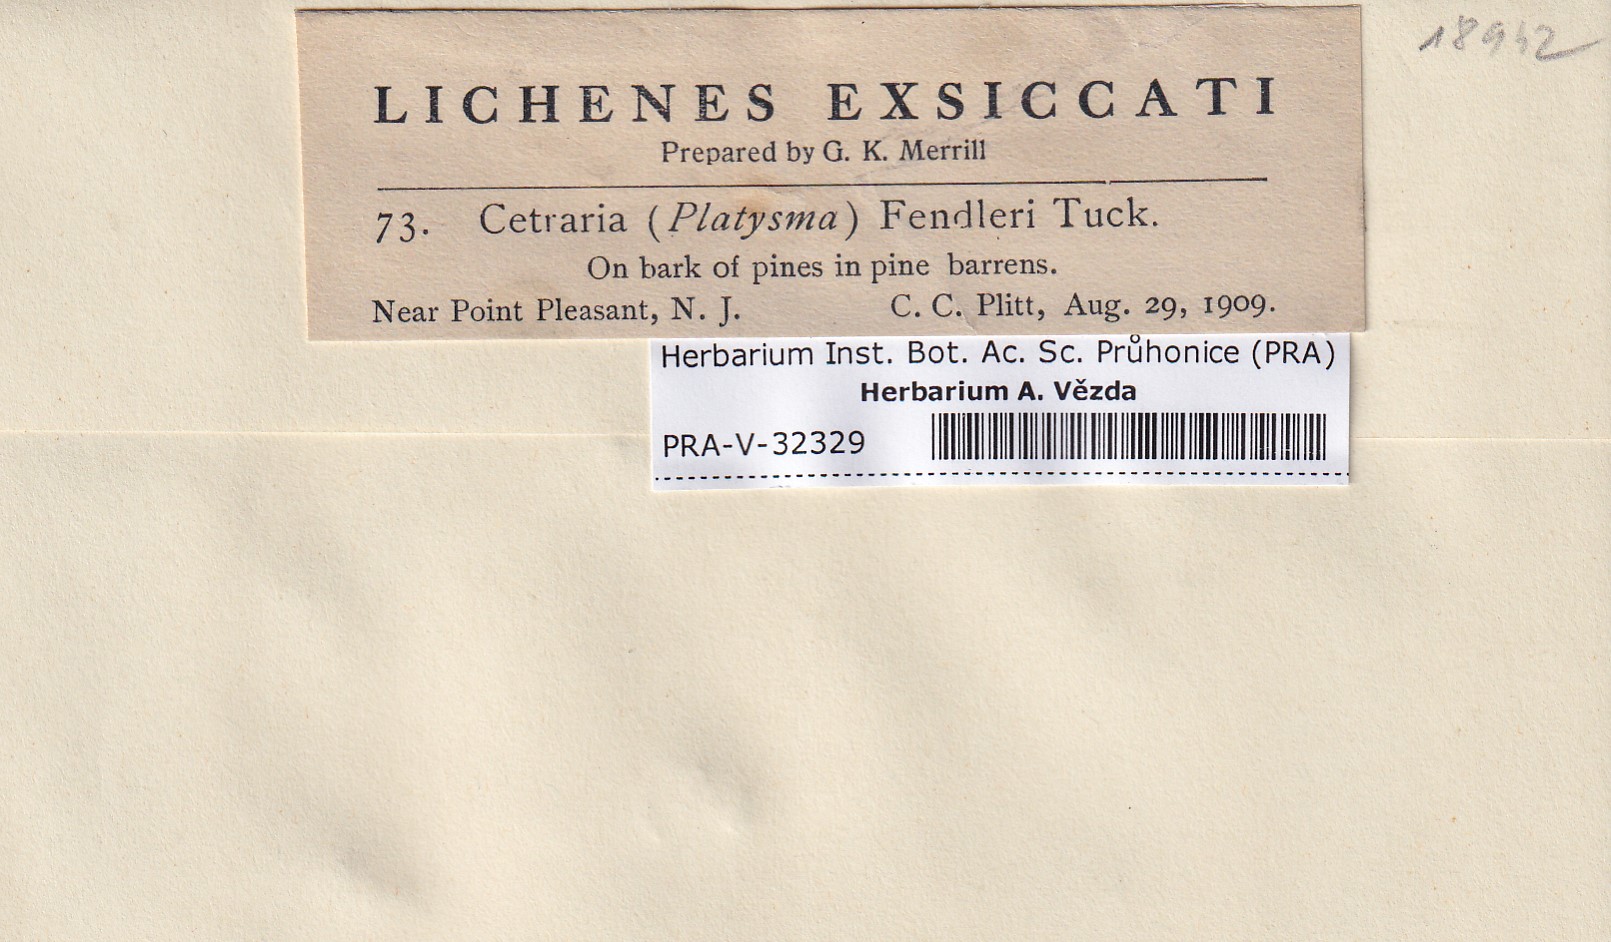 18942
LICHENES EXSICCATI
Prepared by G. K. Merrill
73. Cetraria (Platysma) Fendleri Tuck.
On bark of pines in pine barrens.
Near Point Pleasant, N. J. C. C. Plitt, Aug. 29, 1909.
Herbarium Inst. Bot. Ac. Sc. Průhonice (PRA)
Herbarium A. Vězda
PRA-V-32329